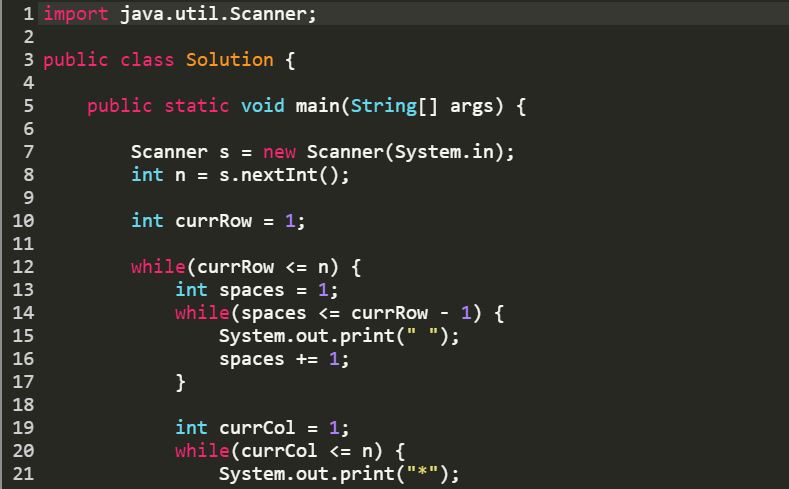 1 import java.util.Scanner;
2
3 public class Solution {
4
5     public static void main(String[] args) {
6
7         Scanner s = new Scanner(System.in);
8         int n = s.nextInt();
9
10         int currRow = 1;
11
12         while(currRow <= n) {
13             int spaces = 1;
14             while(spaces <= currRow - 1) {
15                 System.out.print(" ");
16                 spaces += 1;
17             }
18
19             int currCol = 1;
20             while(currCol <= n) {
21                 System.out.print("*");